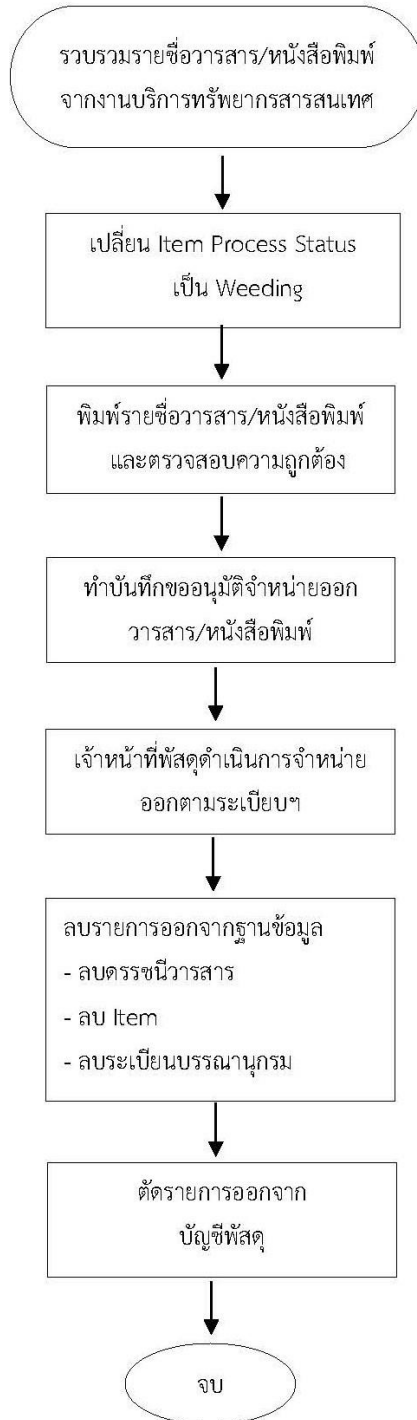 รวบรวมรายชื่อวารสาร/หนังสือพิมพ์
จากงานบริการทรัพยากรสารสนเทศ
เปลี่ยน Item Process Status
เป็น Weeding
พิมพ์รายชื่อวารสาร/หนังสือพิมพ์
และตรวจสอบความถูกต้อง
ทำบันทึกขออนุมัติจำหน่ายออก
วารสาร/หนังสือพิมพ์
เจ้าหน้าที่พัสดุดำเนินการจำหน่าย
ออกตามระเบียบฯ
ลบรายการออกจากฐานข้อมูล
- ลบดรรชนีวารสาร
- ลบ Item
- ลบระเบียนบรรณานุกรม
ตัดรายการออกจาก
บัญชีพัสดุ
จบ